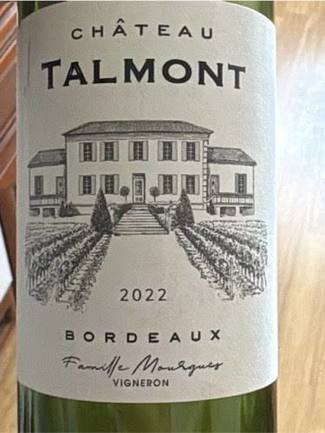 CHÂTEAU
TALMONT
2022
BORDEAUX
Famille Mourgues
VIGNERON